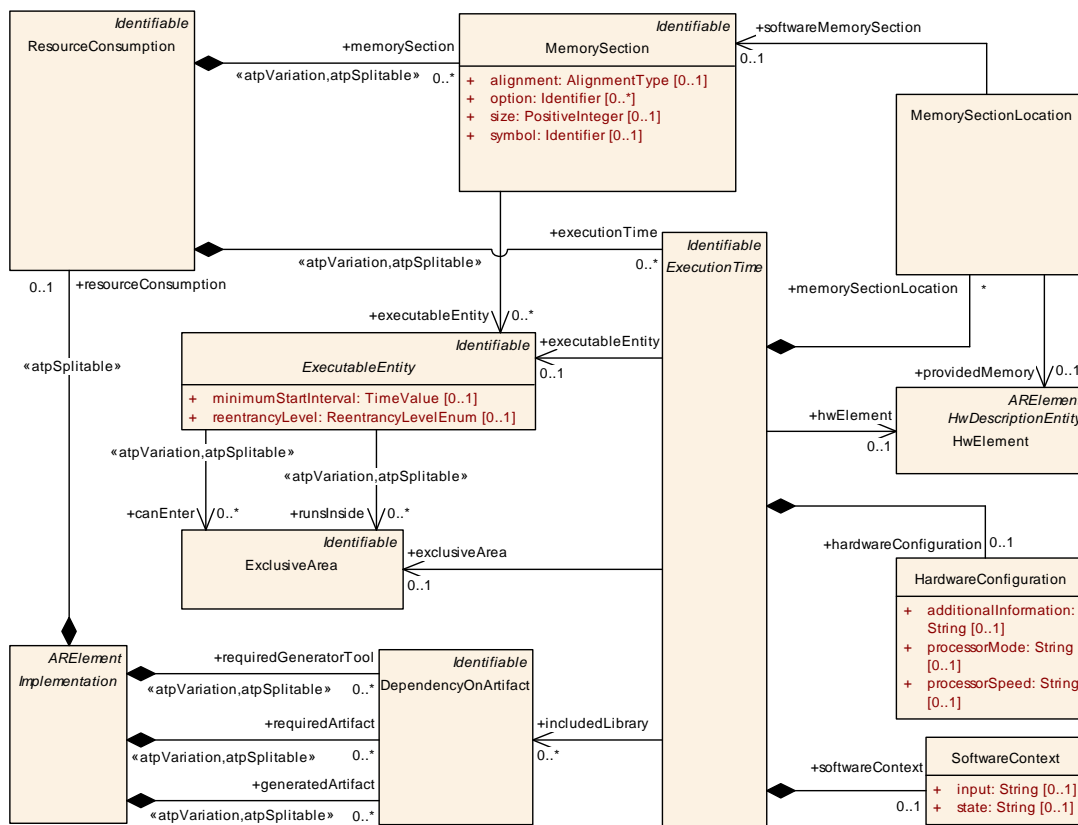 Identifiable
ResourceConsumption
+memorySection
«atpVariation,atpSplitable»
0..*
Identifiable
MemorySection
+ alignment: AlignmentType [0..1]
+ option: Identifier [0..*]
+ size: PositiveInteger [0..1]
+ symbol: Identifier [0..1]
+softwareMemorySection
0..1
MemorySectionLocation
+executionTime
«atpVariation,atpSplitable»
0..*
Identifiable
ExecutionTime
0..1
+resourceConsumption
«atpSplitable»
+memorySectionLocation
*
+executableEntity
0..*
Identifiable
ExecutableEntity
+ minimumStartInterval: TimeValue [0..1]
+ reentrancyLevel: ReentrancyLevelEnum [0..1]
+executableEntity
0..1
+providedMemory
0..1
ARElement
HwDescriptionEntity
HwElement
+hwElement
0..1
«atpVariation,atpSplitable»
«atpVariation,atpSplitable»
+canEnter
0..*
+runsInside
0..*
Identifiable
ExclusiveArea
+exclusiveArea
0..1
+hardwareConfiguration
0..1
HardwareConfiguration
+ additionalInformation:
String [0..1]
+ processorMode: String
[0..1]
+ processorSpeed: String
[0..1]
ARElement
Implementation
+requiredGeneratorTool
«atpVariation,atpSplitable»
0..*
+requiredArtifact
«atpVariation,atpSplitable»
0..*
+generatedArtifact
«atpVariation,atpSplitable»
0..*
Identifiable
DependencyOnArtifact
+includedLibrary
0..*
+softwareContext
0..1
SoftwareContext
+ input: String [0..1]
+ state: String [0..1]